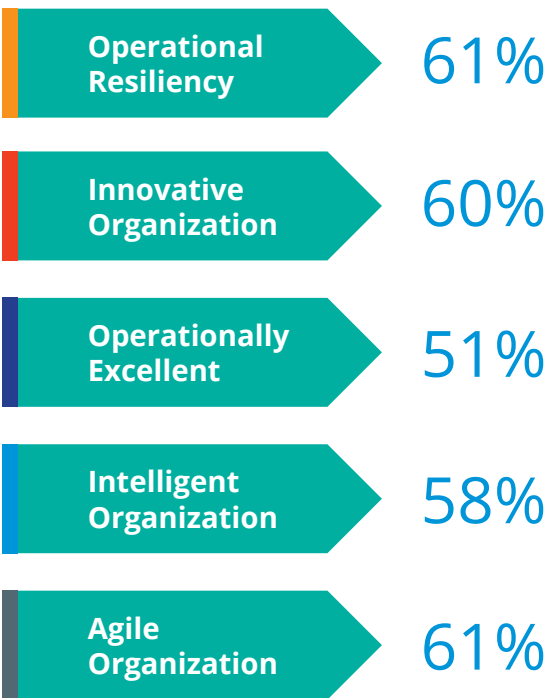 Operational
Resiliency
61%
Innovative
Organization
60%
Operationally
Excellent
51%
Intelligent
Organization
58%
Agile
Organization
61%